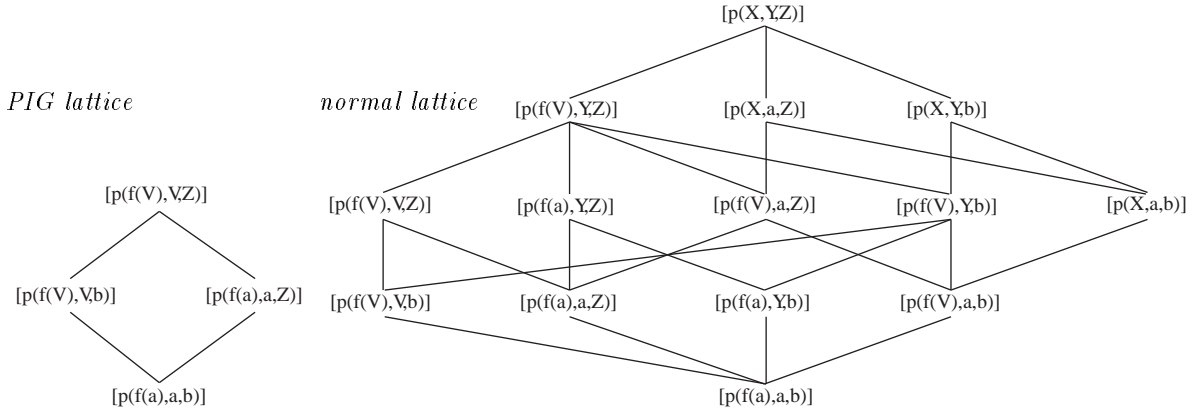 [p(X,Y,Z)]
PIG lattice
normal lattice
[p(f(V),Y,Z)]
[p(X,a,Z)]
[p(X,Y,b)]
[p(f(V),V,Z)]
[p(f(V),V,Z)]
[p(f(a),Y,Z)]
[p(f(V),a,Z)]
[p(f(V),Y,b)]
[p(X,a,b)]
[p(f(V),V,b)]
[p(f(a),a,Z)]
[p(f(V),V,b)]
[p(f(a),a,Z)]
[p(f(a),Y,b)]
[p(f(V),a,b)]
[p(f(a),a,b)]
[p(f(a),a,b)]